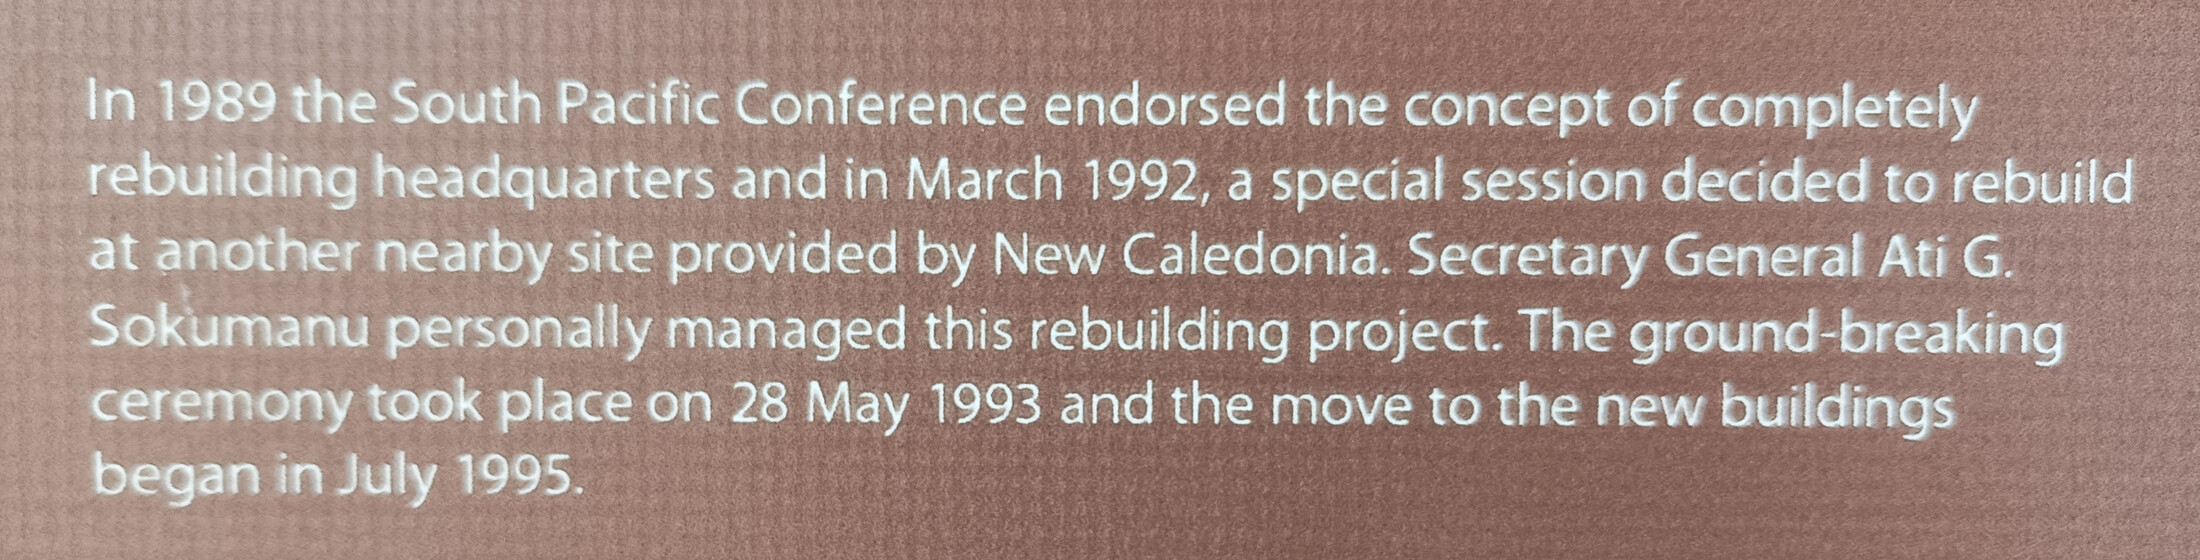 In 1989 the South Pacific Conference endorsed the concept of completely
rebuilding headquarters and in March 1992, a special session decided to rebuild
at another nearby site provided by New Caledonia. Secretary General Ati G.
Sokumanu personally managed this rebuilding project. The ground-breaking
ceremony took place on 28 May 1993 and the move to the new buildings
began in July 1995.